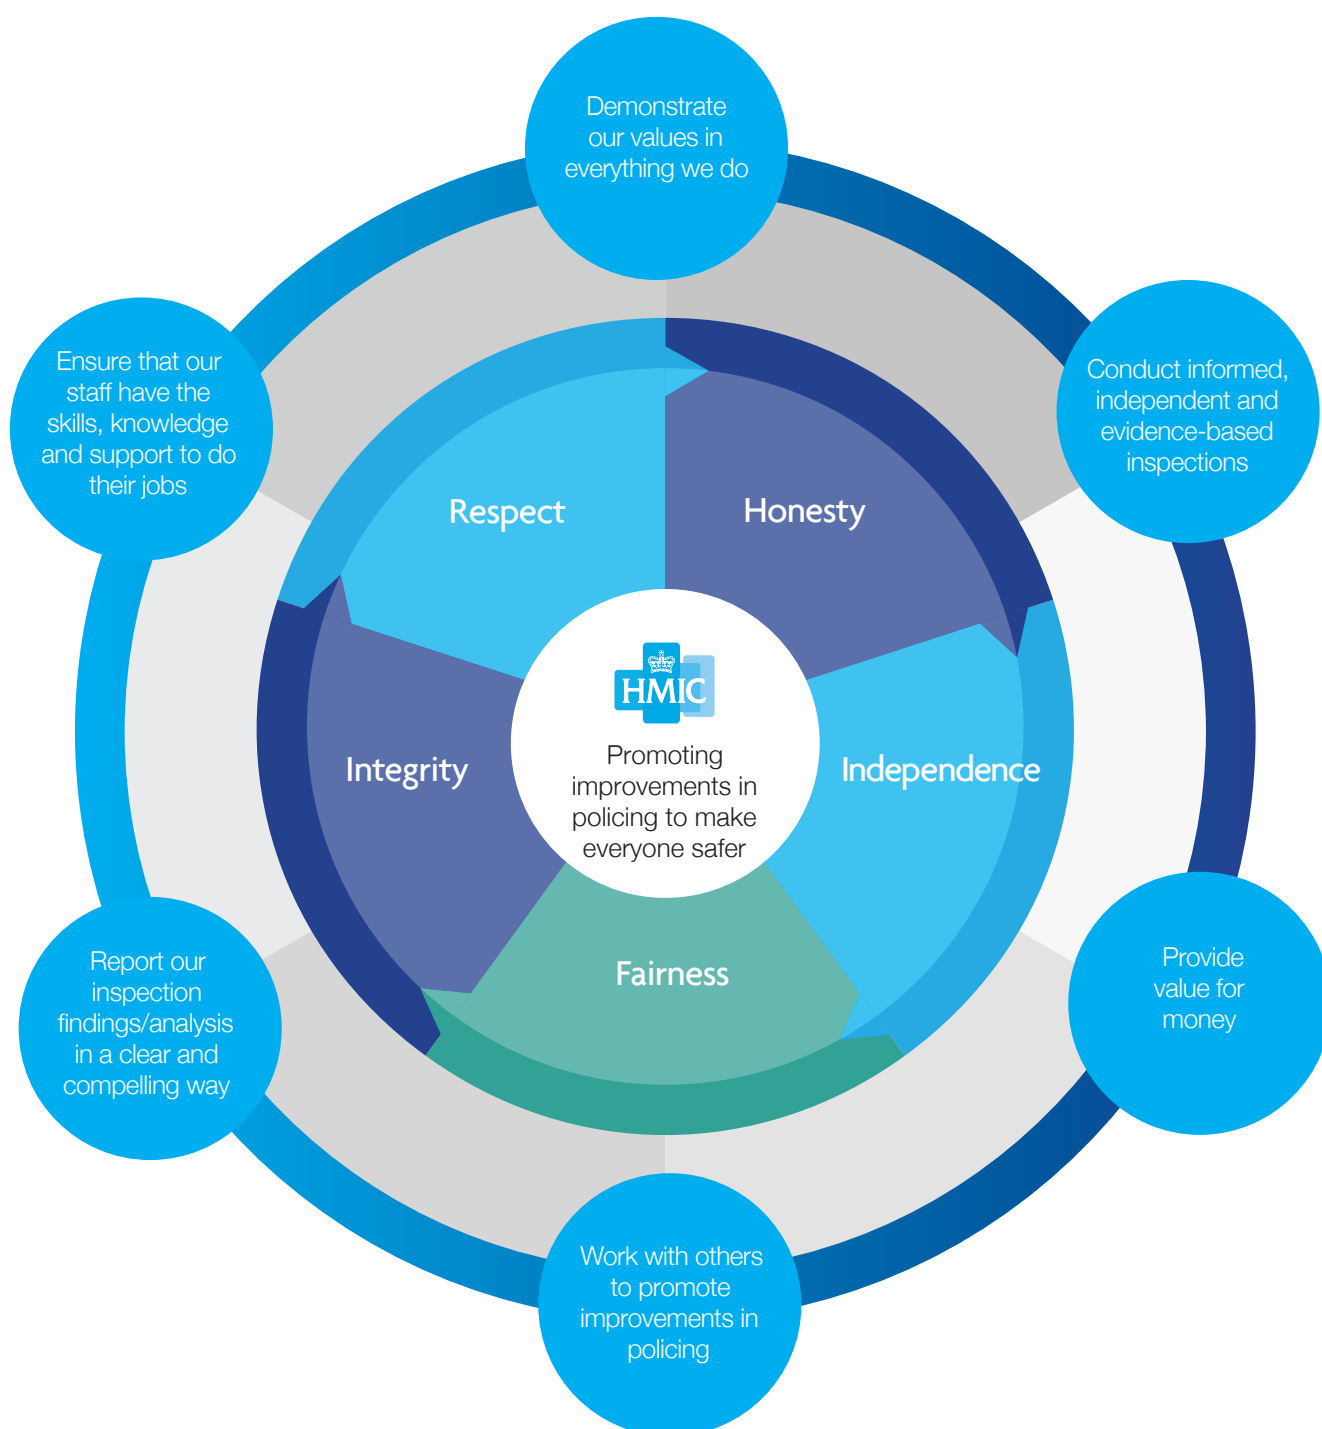 Demonstrate
our values in
everything we do
Conduct informed,
independent and
evidence-based
inspections
Provide
value for
money
Work with others
to promote
improvements in
policing
Report our
inspection
findings/analysis
in a clear and
compelling way
Ensure that our
staff have the
skills, knowledge
and support to do
their jobs
Respect
Honesty
Independence
Fairness
Integrity
HMIC
Promoting
improvements in
policing to make
everyone safer